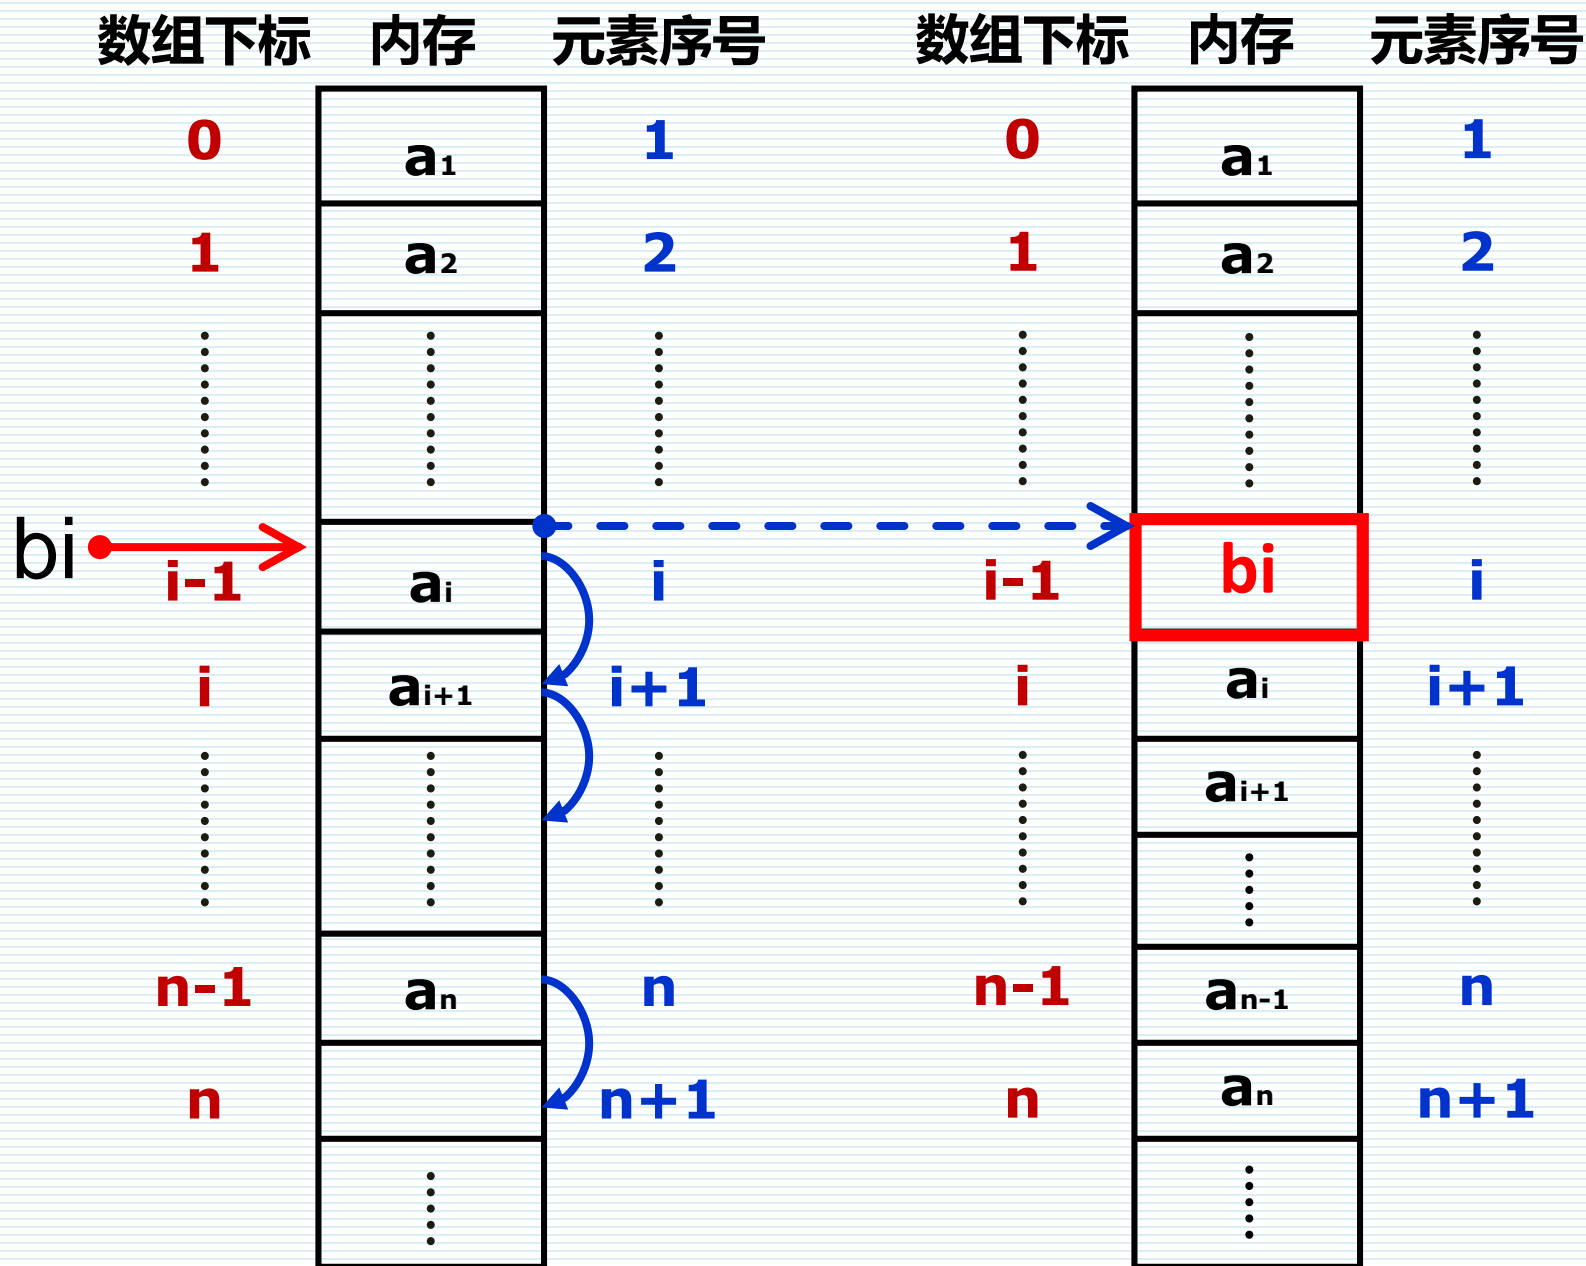 数组下标 内存 元素序号 数组下标 内存 元素序号
0 a1 1 0 a1 1
1 a2 2 1 a2 2
bi i-1 ai i i-1 bi i
i ai+1 i+1 i ai i+1
ai+1
n-1 an n n-1 an-1 n
n n+1 n an n+1